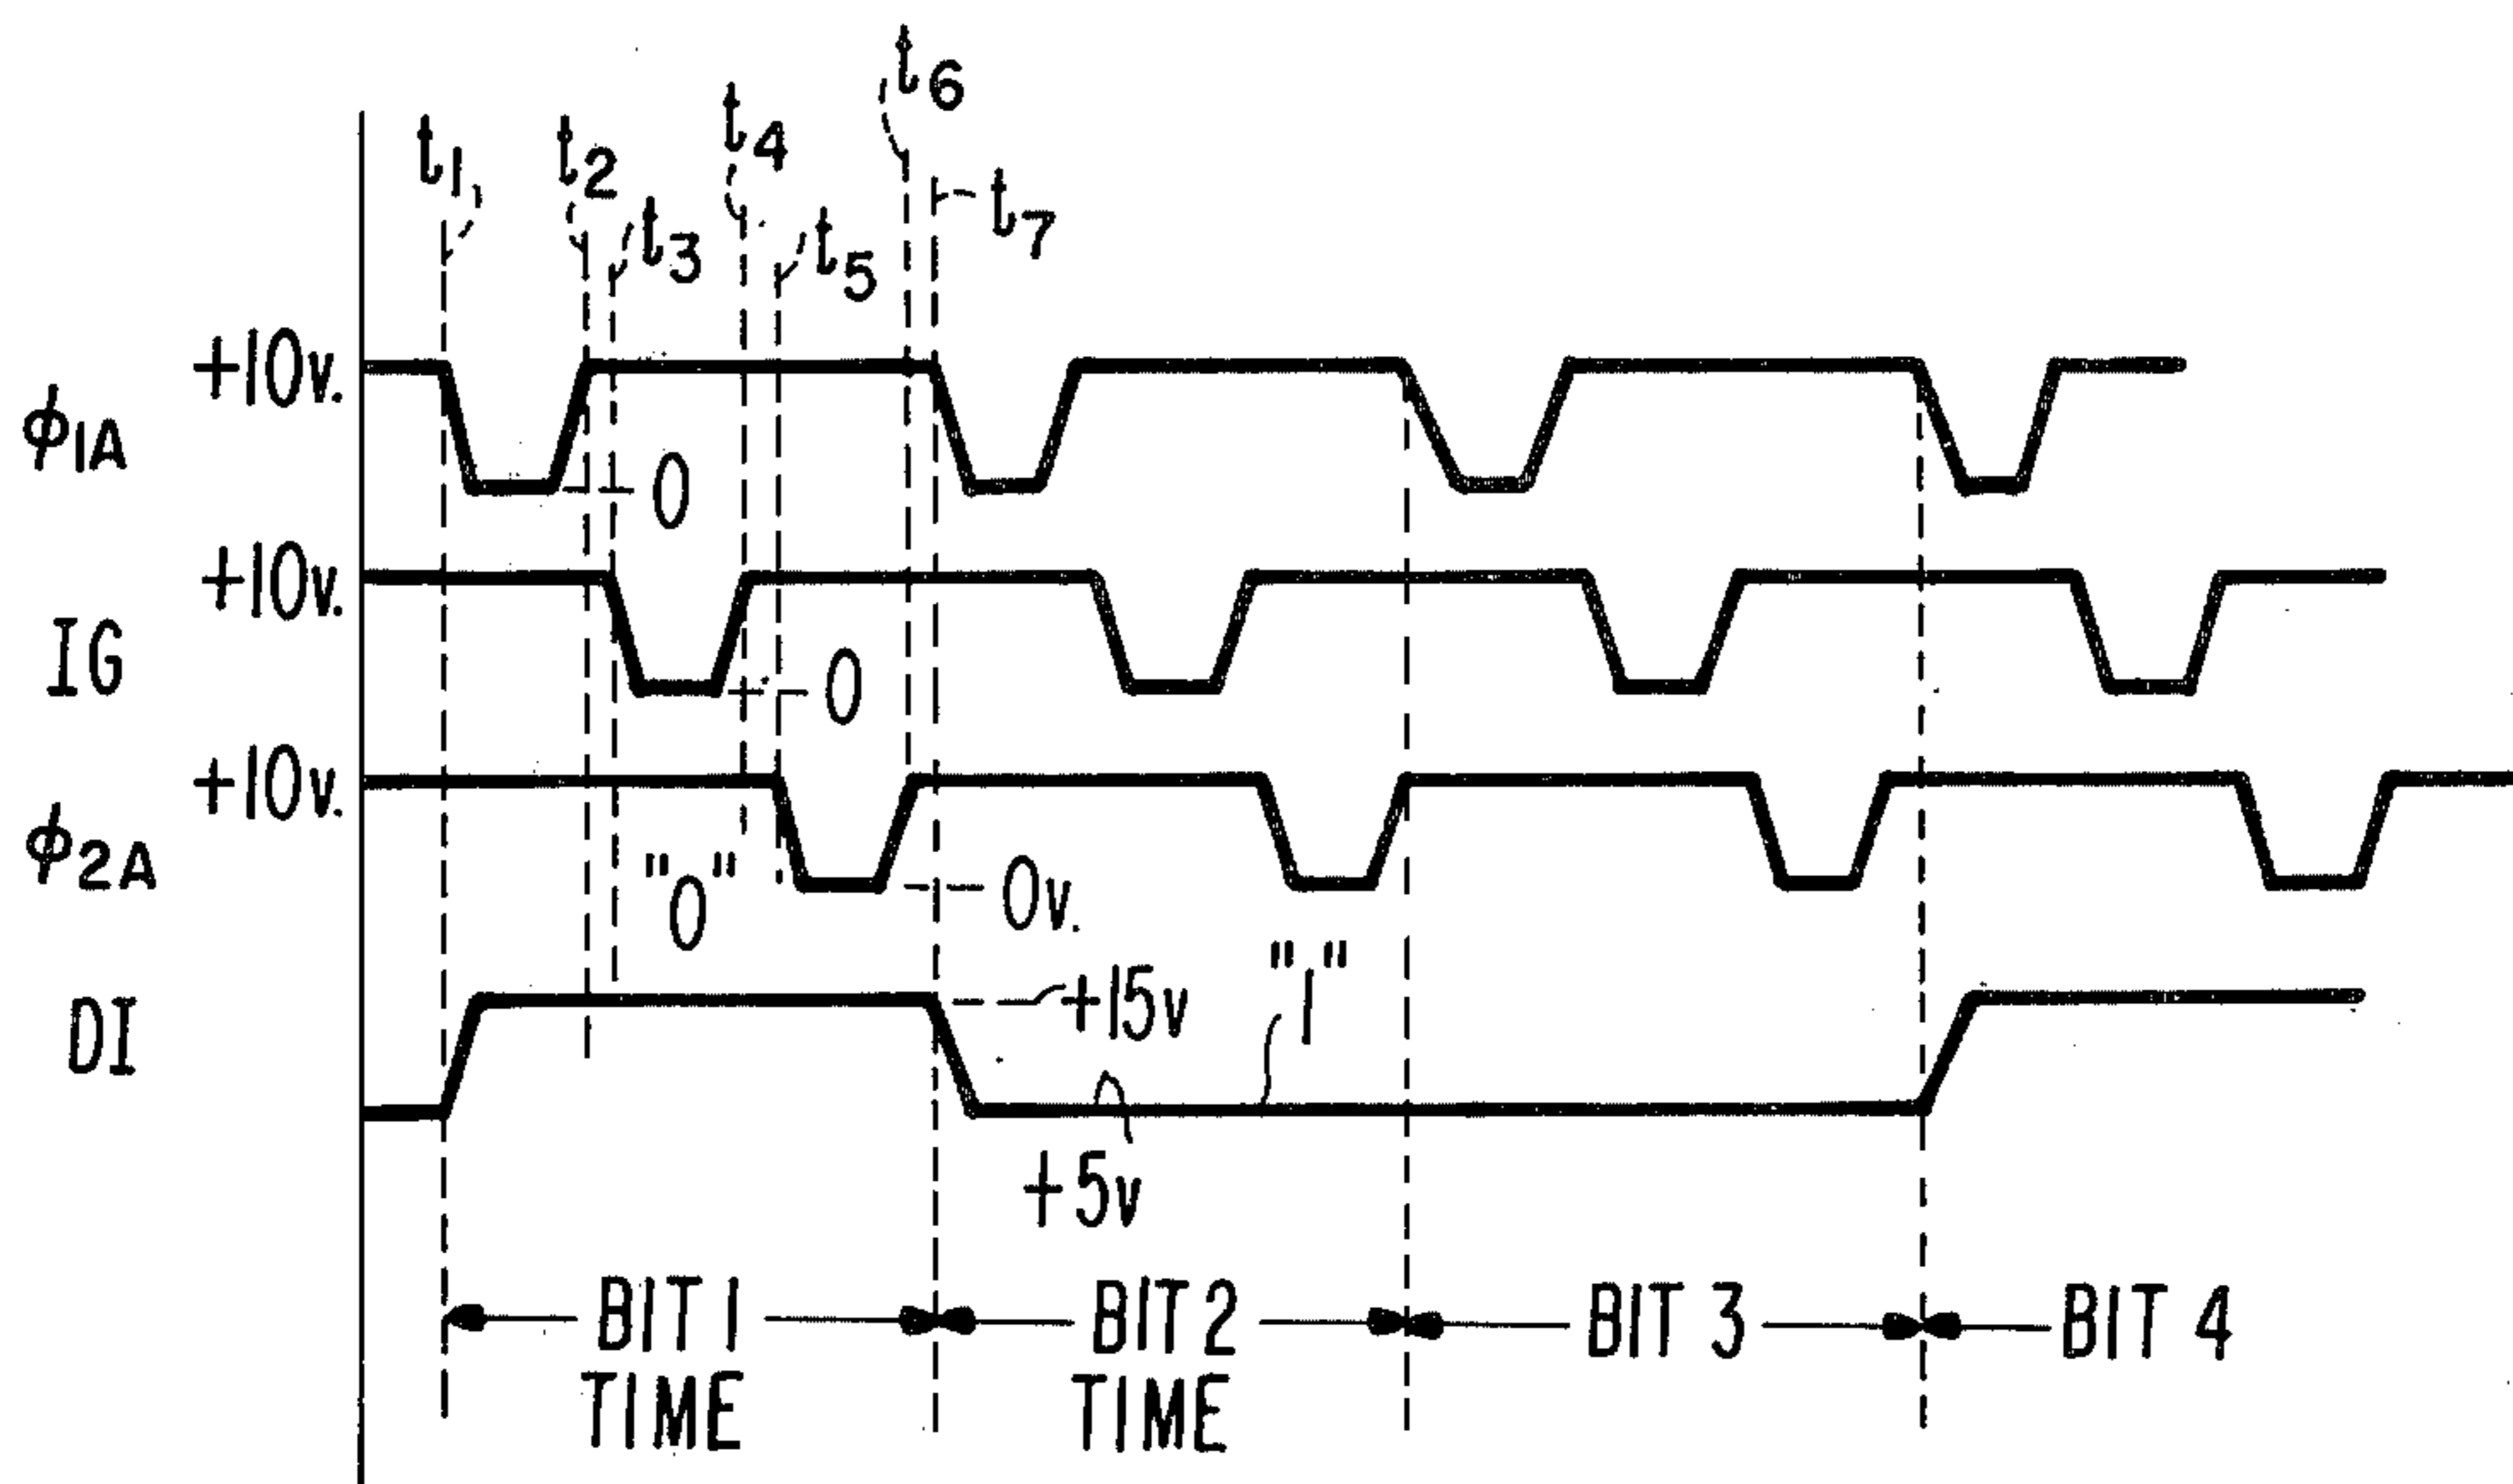 t1
t2
t3
t4
t5
t6
t7
+10v.
ϕ1A
0
+10v.
IG
0
+10v.
ϕ2A
"0"
0v.
DI
+15v
"1"
+5v
BIT 1 TIME
BIT 2 TIME
BIT 3
BIT 4